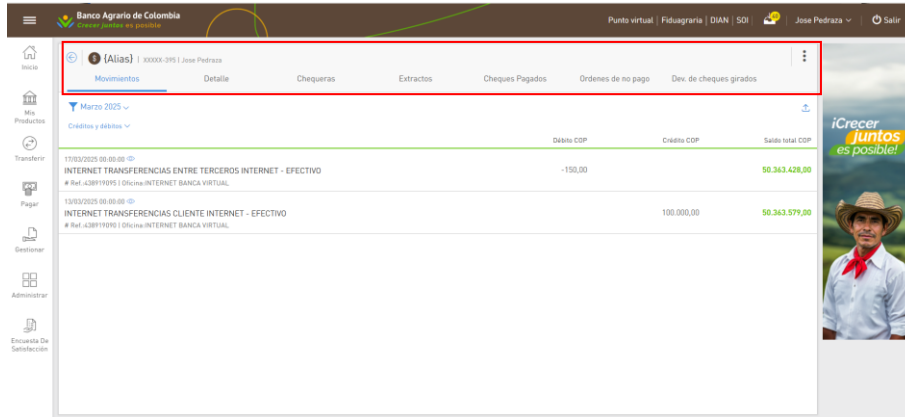 Banco Agrario de Colombia
Crecer juntos es posible
Punto virtual | Fiduagraria | DIAN | SOI |
Jose Pedraza
Salir
Inicio
Mis
Productos
Transferir
Pagar
Gestionar
Administrar
Encuesta De
Satisfacción
{Alias} | XXXXX-395 | Jose Pedraza
Movimientos Detalle Chequeras Extractos Cheques Pagados Ordenes de no pago Dev. de cheques girados
Marzo 2025
Créditos y débitos
Débito COP Crédito COP Saldo total COP
17/03/2025 00:00:00
INTERNET TRANSFERENCIAS ENTRE TERCEROS INTERNET - EFECTIVO -150,00 50.363.428,00
# Ref.:438919095 | Oficina:INTERNET BANCA VIRTUAL
13/03/2025 00:00:00
INTERNET TRANSFERENCIAS CLIENTE INTERNET - EFECTIVO 100.000,00 50.363.579,00
# Ref.:438919090 | Oficina:INTERNET BANCA VIRTUAL
¡Crecer
juntos
es posible!